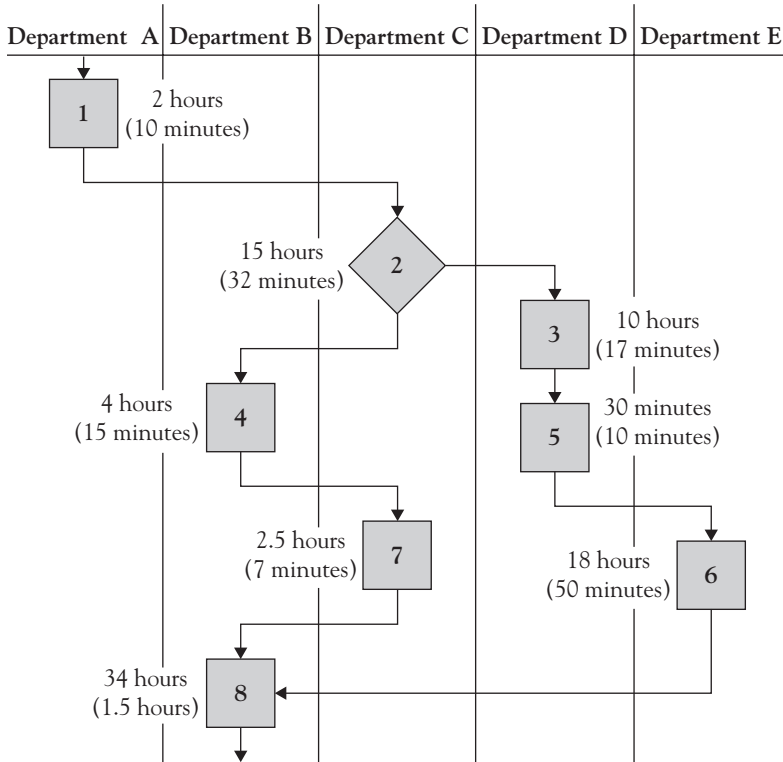 Department A Department B Department C Department D Department E
1
2 hours
(10 minutes)
15 hours
(32 minutes)
2
3
10 hours
(17 minutes)
4 hours
(15 minutes)
4
5
30 minutes
(10 minutes)
2.5 hours
(7 minutes)
7
18 hours
(50 minutes)
6
34 hours
(1.5 hours)
8